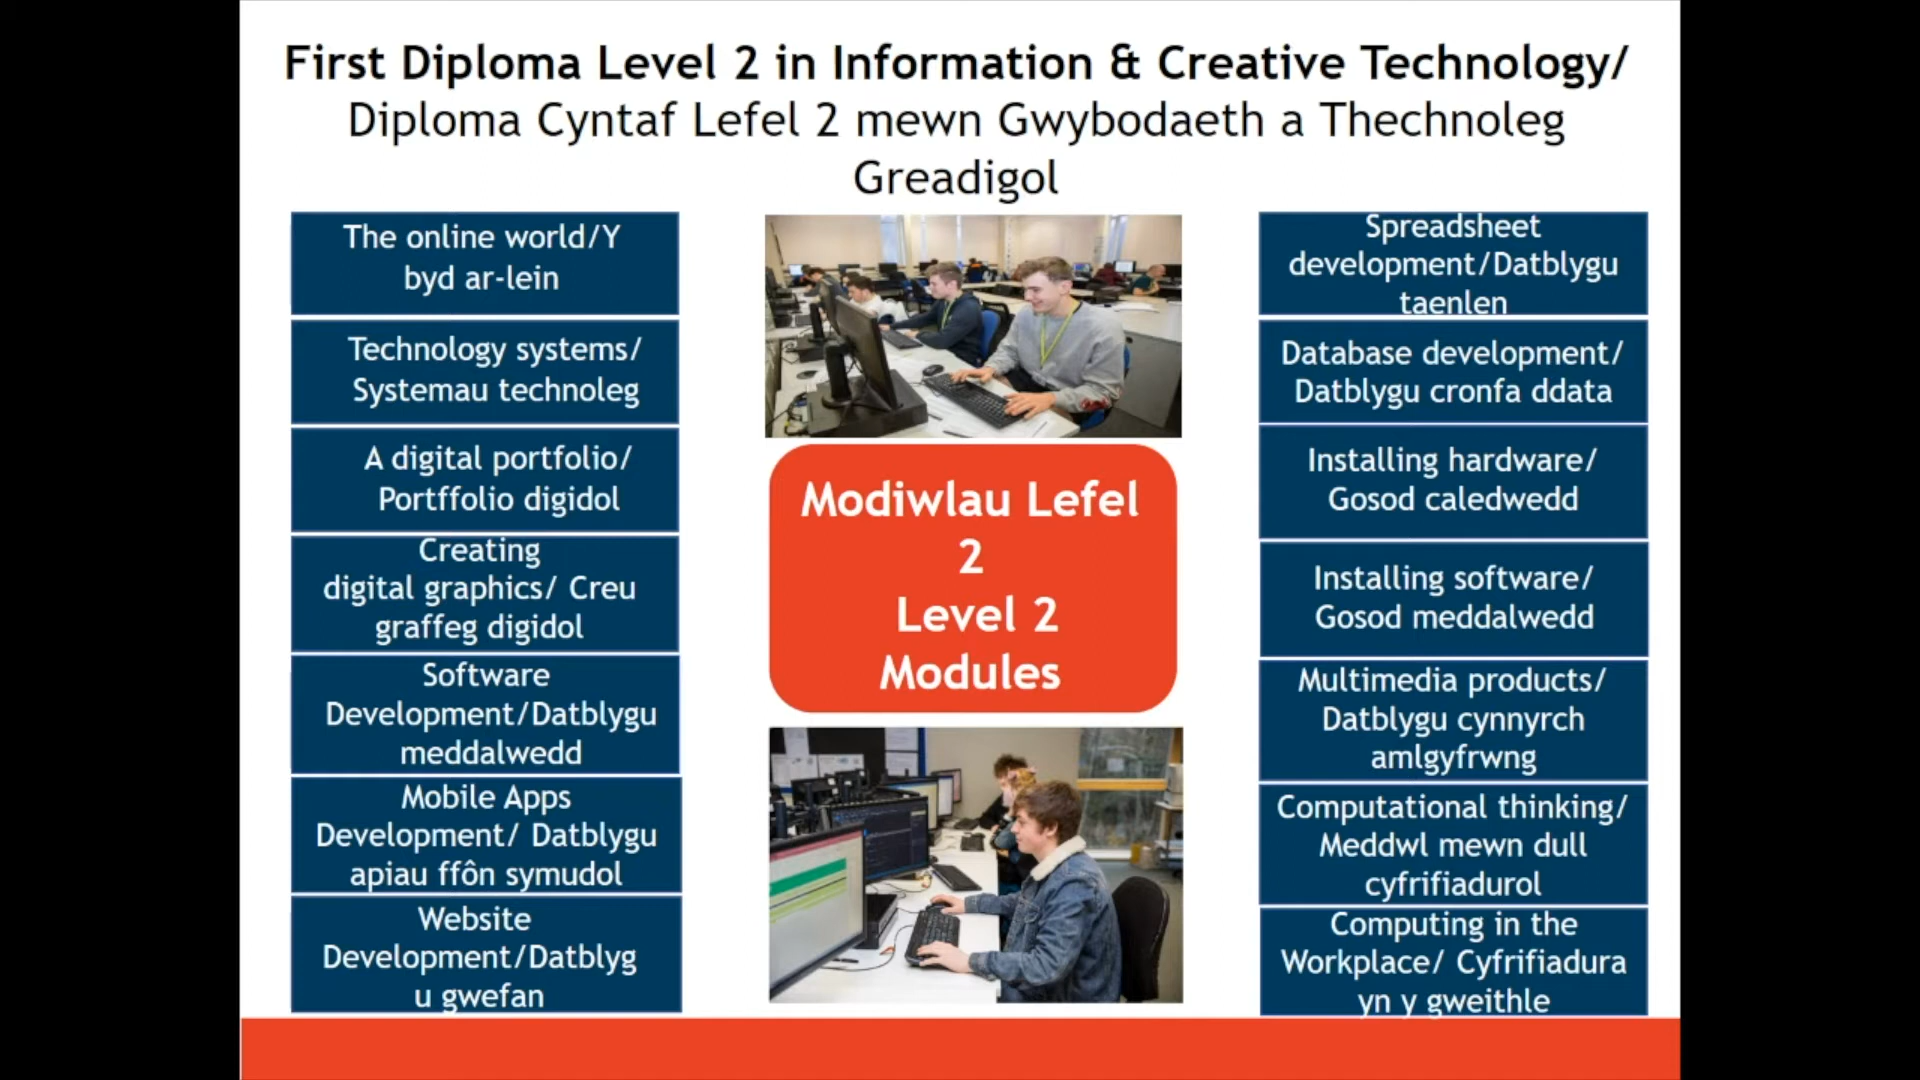 First Diploma Level 2 in Information & Creative Technology/
Diploma Cyntaf Lefel 2 mewn Gwybodaeth a Thechnoleg
Greadigol
The online world/Y
byd ar-lein
Technology systems/
Systemau technoleg
A digital portfolio/
Portffolio digidol
Creating
digital graphics/ Creu
graffeg digidol
Software
Development/Datblygu
meddalwedd
Mobile Apps
Development/ Datblygu
apiau ffôn symudol
Website
Development/Datblyg
u gwefan
Modiwlau Lefel
2
Level 2
Modules
Spreadsheet
development/Datblygu
taenlen
Database development/
Datblygu cronfa ddata
Installing hardware/
Gosod caledwedd
Installing software/
Gosod meddalwedd
Multimedia products/
Datblygu cynnyrch
amlgyfrwng
Computational thinking/
Meddwl mewn dull
cyfrifiadurol
Computing in the
Workplace/ Cyfrifiadura
yn y gweithle